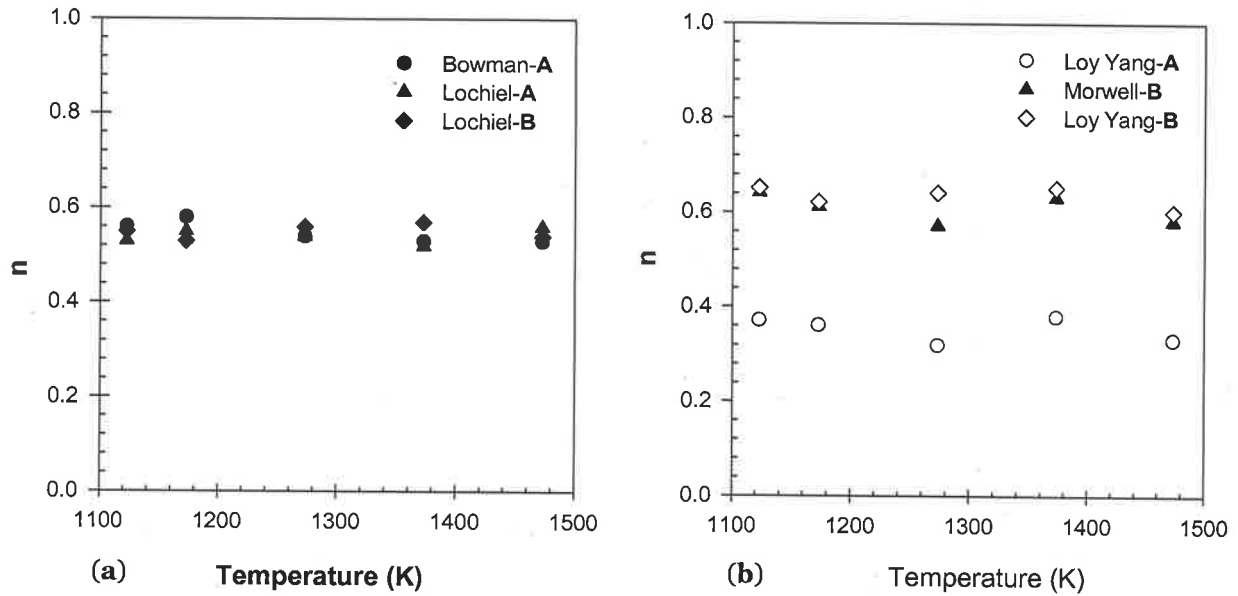 1.0
0.8
0.6
0.4
0.2
0.0
n
1100 1200 1300 1400 1500
Bowman-A
Lochiel-A
Lochiel-B
(a) Temperature (K)
1.0
0.8
0.6
0.4
0.2
0.0
n
1100 1200 1300 1400 1500
Loy Yang-A
Morwell-B
Loy Yang-B
(b) Temperature (K)